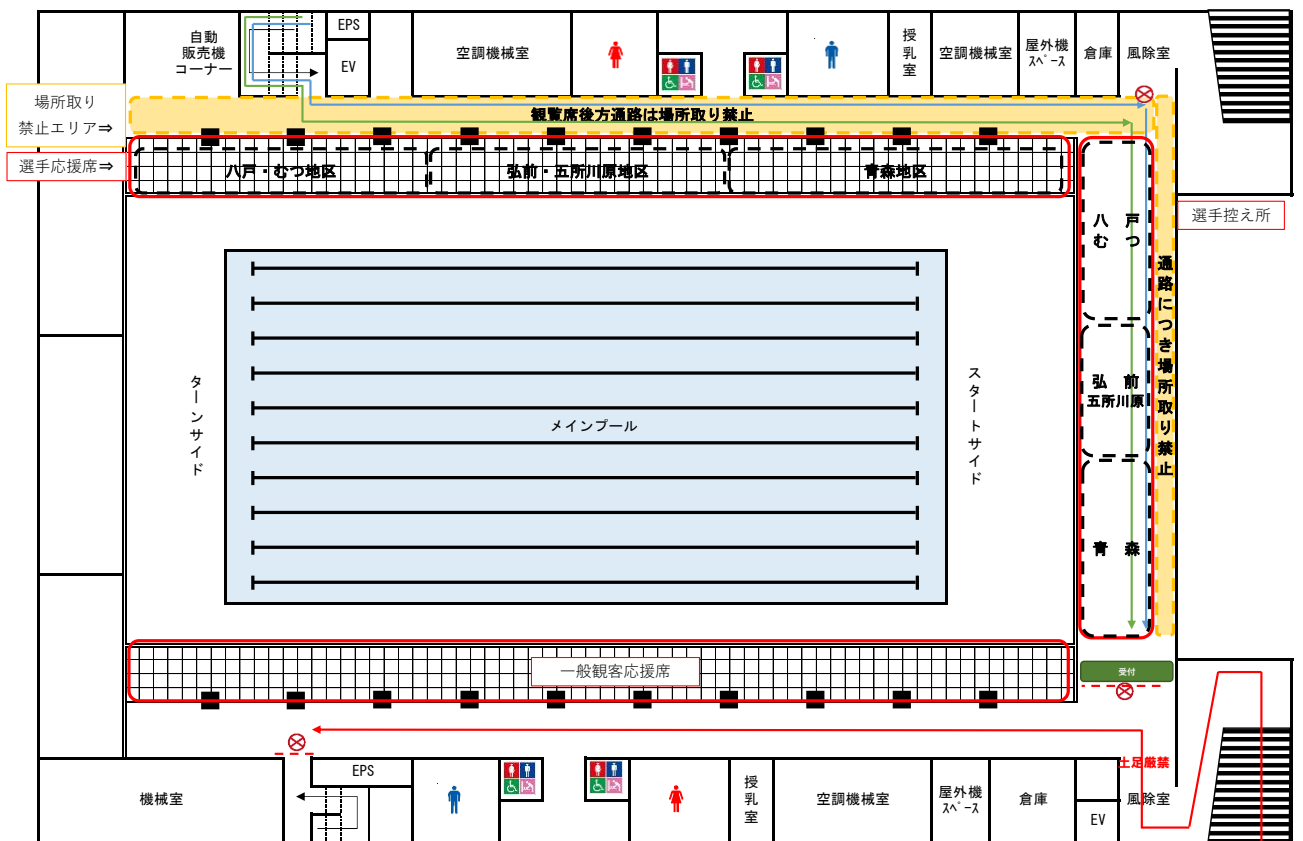 自動
販売機
コーナー
EPS
EV
空調機械室
授
乳
室
空調機械室
屋外機
スペース
倉庫
風除室
場所取り
禁止エリア⇒
観覧席後方通路は場所取り禁止
選手応援席⇒
八戸・むつ地区
弘前・五所川原地区
青森地区
選手控え所
八 戸
む つ
通路につき場所取り禁止
弘 前
五所川原
青 森
ターンサイド
メインプール
スタートサイド
一般観客応援席
受付
土足厳禁
機械室
EPS
授
乳
室
空調機械室
屋外機
スペース
倉庫
EV
風除室